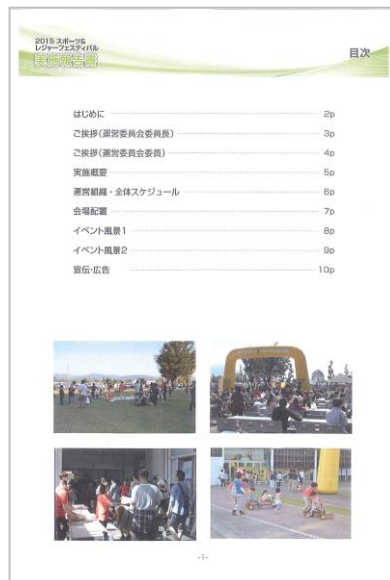 2015 スポーツ&
レジャーフェスティバル
実施報告書
目次
はじめに 2p
ご挨拶(運営委員会委員長) 3p
ご挨拶(運営委員会委員) 4p
実施概要 5p
運営組織・全体スケジュール 6p
会場配置 7p
イベント風景1 8p
イベント風景2 9p
宣伝・広告 10p
-1-